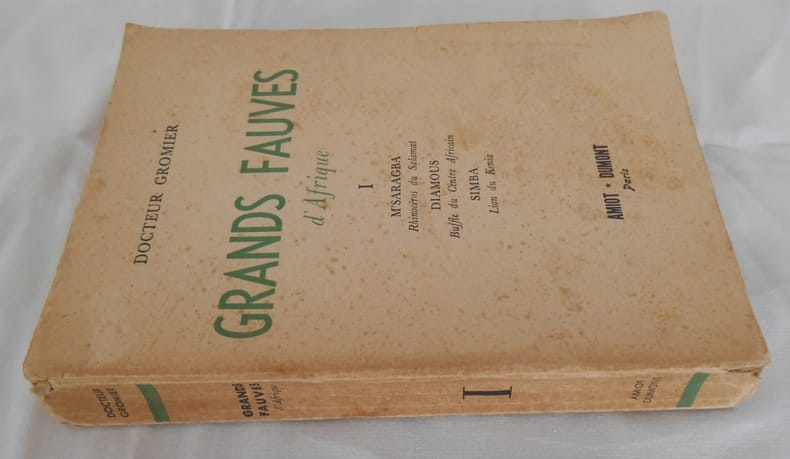 DOCTEUR GROMIER
GRANDS FAUVES
d'Afrique
I
M'SARAGBA
Rhinocéros du Salamat
DIAMOUS
Buffle du Centre Africain
SIMBA
Lion du Kenia
AMIOT * DUMONT
Paris
DOCTEUR
GROMIER
GRANDS
FAUVES
d'Afrique
I
AMIOT
DUMONT